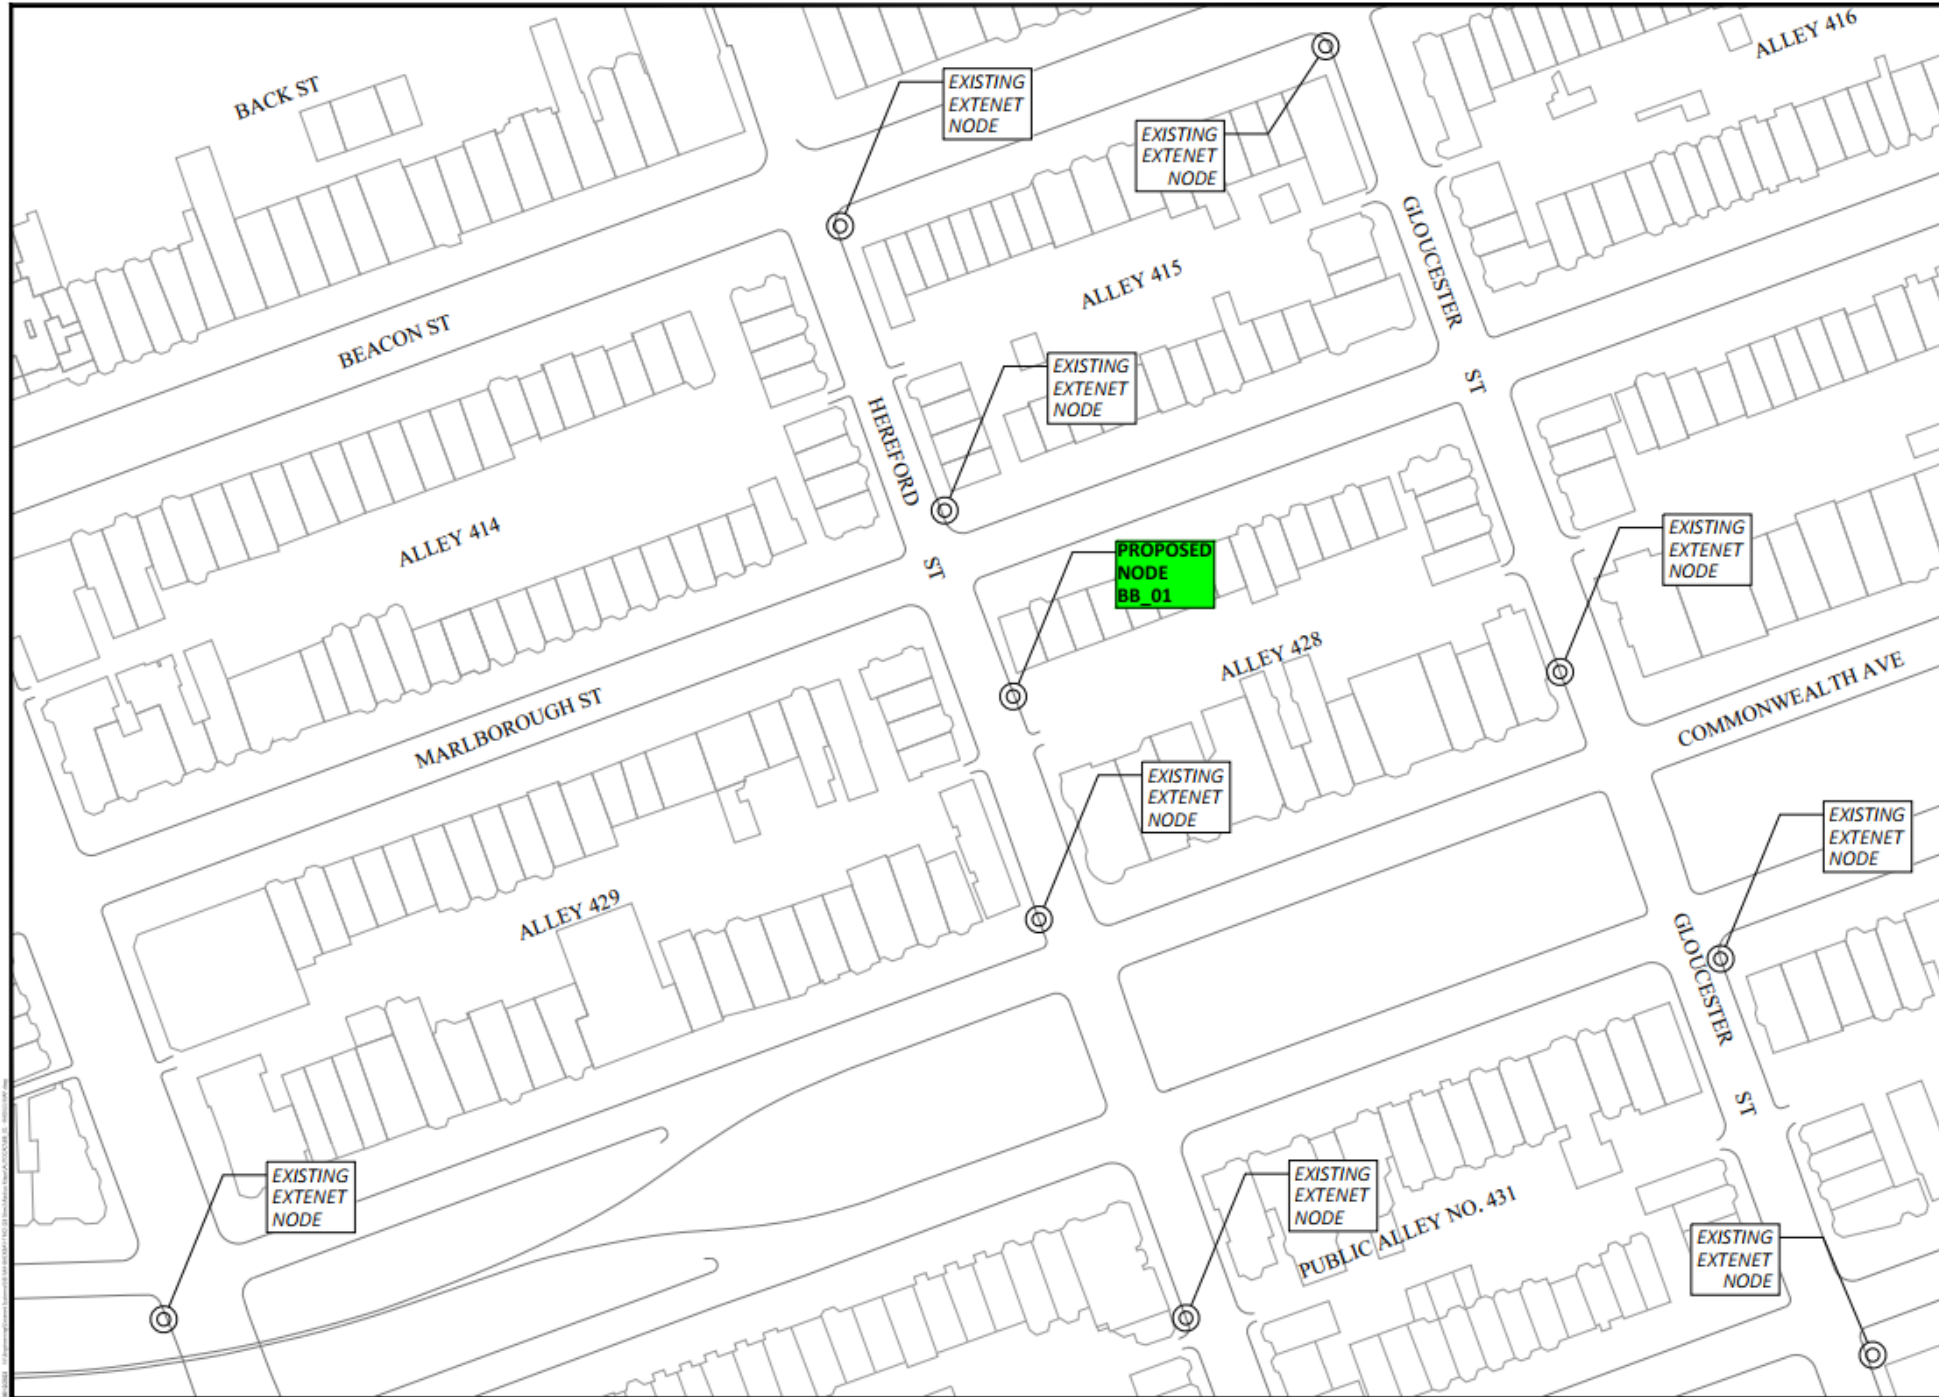 ALLEY 416
BACK ST
EXISTING
EXTENET
NODE
EXISTING
EXTENET
NODE
GLOUCESTER
ST
ALLEY 415
BEACON ST
EXISTING
EXTENET
NODE
HEREFORD
ST
ALLEY 414
PROPOSED
NODE
BB_01
EXISTING
EXTENET
NODE
ALLEY 428
COMMONWEALTH AVE
MARLBOROUGH ST
EXISTING
EXTENET
NODE
EXISTING
EXTENET
NODE
ALLEY 429
GLOUCESTER
ST
EXISTING
EXTENET
NODE
EXISTING
EXTENET
NODE
PUBLIC ALLEY NO. 431
EXISTING
EXTENET
NODE